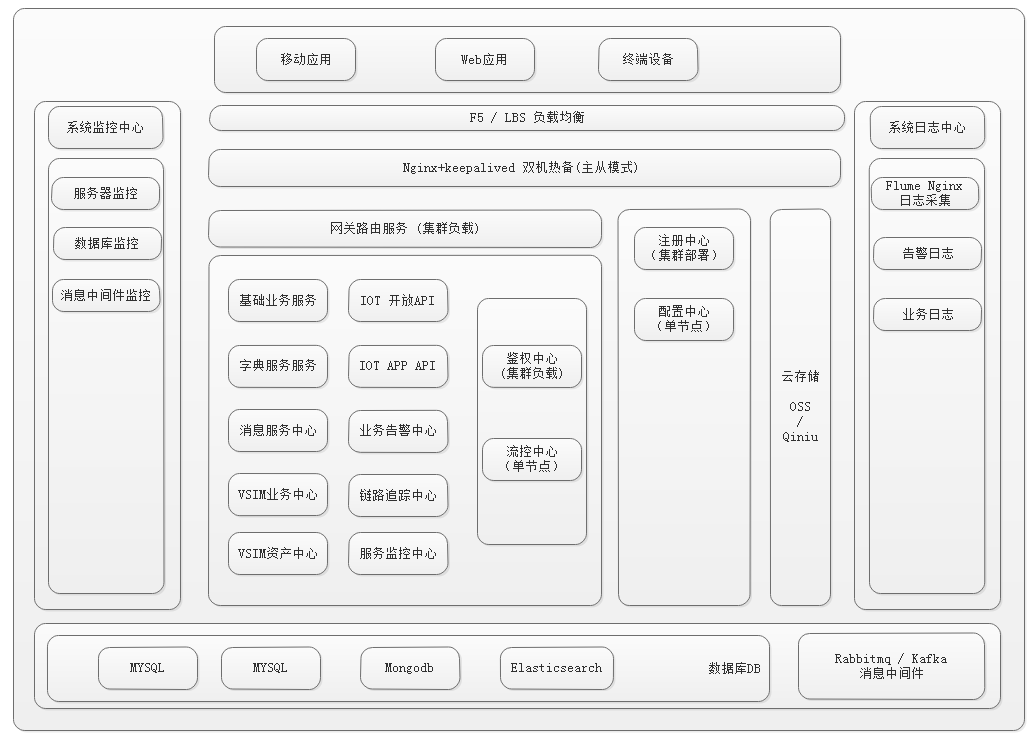 移动应用
Web应用
终端设备
F5 / LBS 负载均衡
Nginx+keepalived 双机热备(主从模式)
系统监控中心
服务器监控
数据库监控
消息中间件监控
网关路由服务 (集群负载)
基础业务服务
IOT 开放API
字典服务服务
IOT APP API
消息服务中心
业务告警中心
VSIM业务中心
链路追踪中心
VSIM资产中心
服务监控中心
鉴权中心
(集群负载)
流控中心
(单节点)
注册中心
(集群部署)
配置中心
(单节点)
云存储
OSS
/
Qiniu
系统日志中心
Flume Nginx
日志采集
告警日志
业务日志
MYSQL
MYSQL
Mongodb
Elasticsearch
数据库DB
Rabbitmq / Kafka
消息中间件